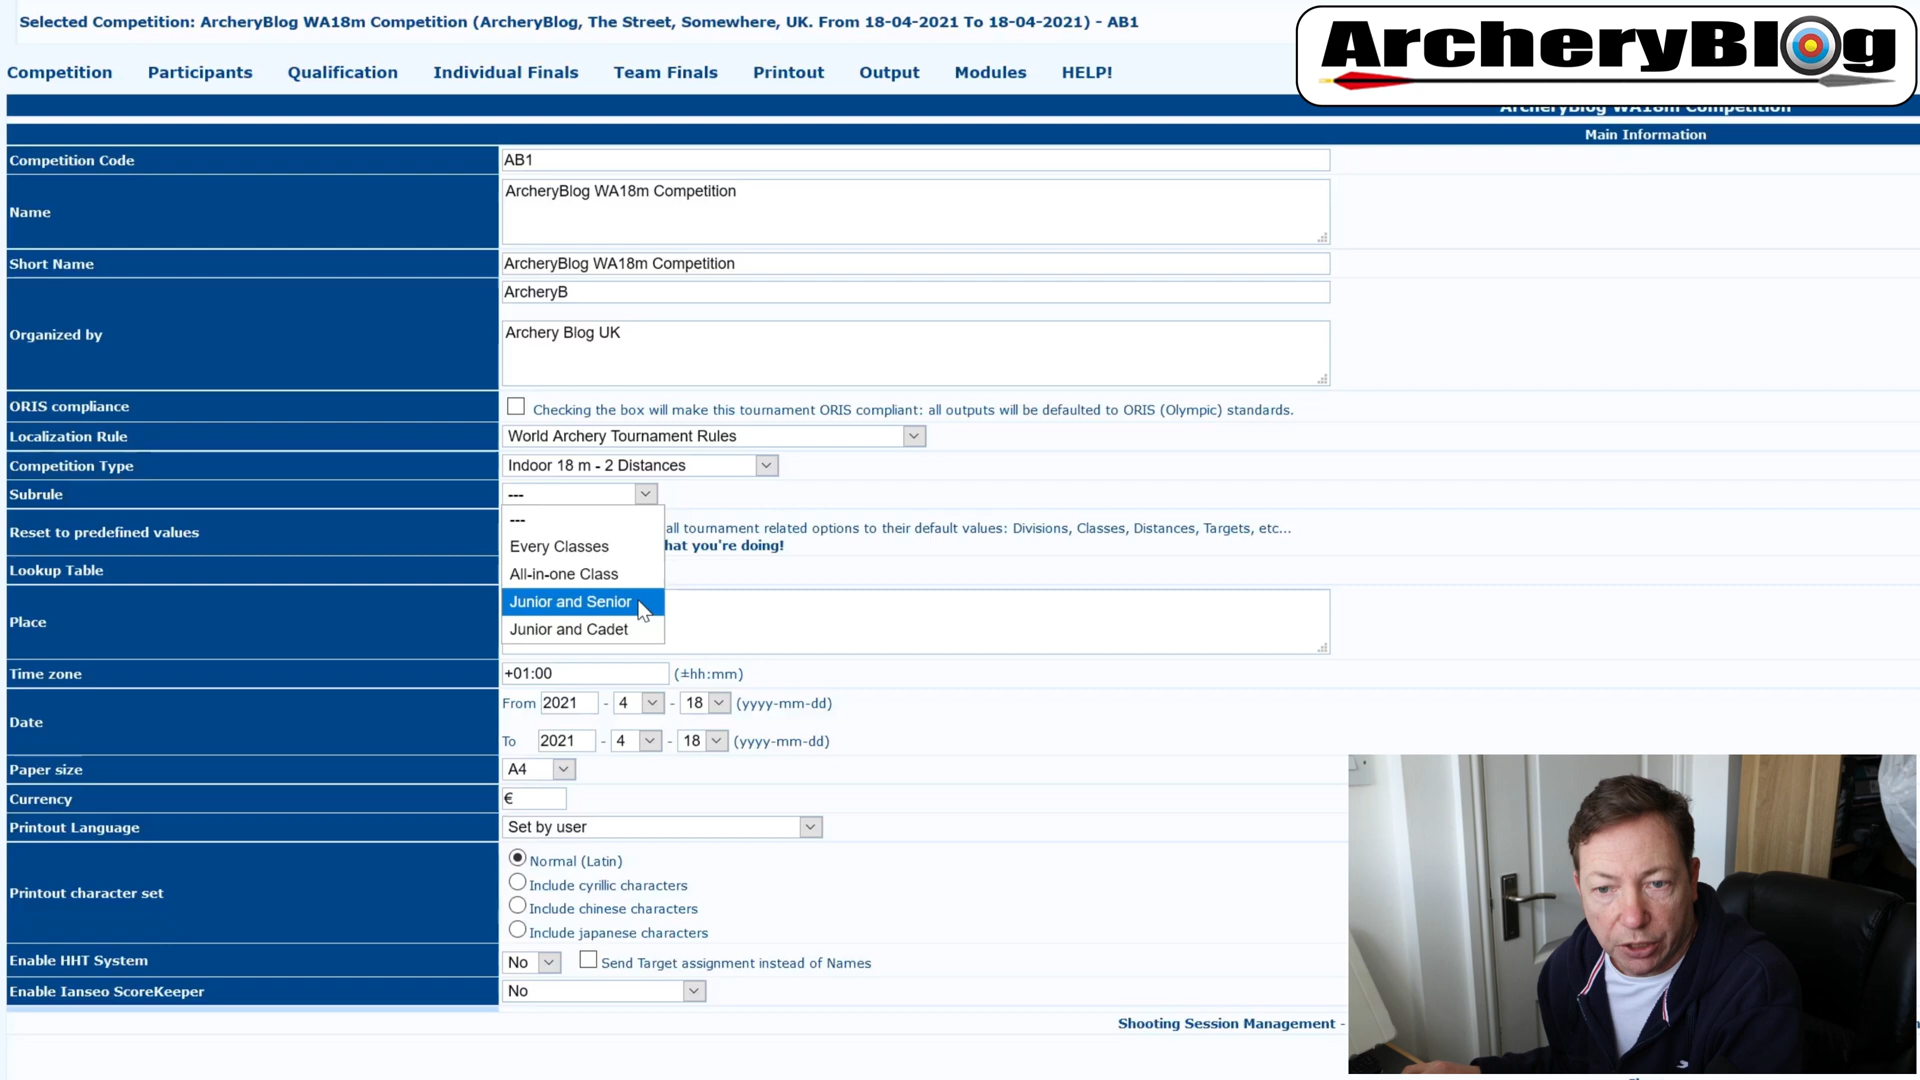 Selected Competition: ArcheryBlog WA18m Competition (ArcheryBlog, The Street, Somewhere, UK. From 18-04-2021 To 18-04-2021) - AB1
ArcheryBlog
Competition Participants Qualification Individual Finals Team Finals Printout Output Modules HELP!
ArcheryBlog WA18m Competition
Main Information
Competition Code AB1
Name ArcheryBlog WA18m Competition
Short Name ArcheryBlog WA18m Competition
ArcheryB
Organized by Archery Blog UK
ORIS compliance Checking the box will make this tournament ORIS compliant: all outputs will be defaulted to ORIS (Olympic) standards.
Localization Rule World Archery Tournament Rules
Competition Type Indoor 18 m - 2 Distances
Subrule ---
---
Reset to predefined values all tournament related options to their default values: Divisions, Classes, Distances, Targets, etc...
Every Classes hat you're doing!
Lookup Table All-in-one Class
Junior and Senior
Place Junior and Cadet
Time zone +01:00 (±hh:mm)
Date From 2021 - 4 - 18 (yyyy-mm-dd)
To 2021 - 4 - 18 (yyyy-mm-dd)
Paper size A4
Currency €
Printout Language Set by user
Printout character set Normal (Latin)
Include cyrillic characters
Include chinese characters
Include japanese characters
Enable HHT System No Send Target assignment instead of Names
Enable Ianseo ScoreKeeper No
Shooting Session Management -